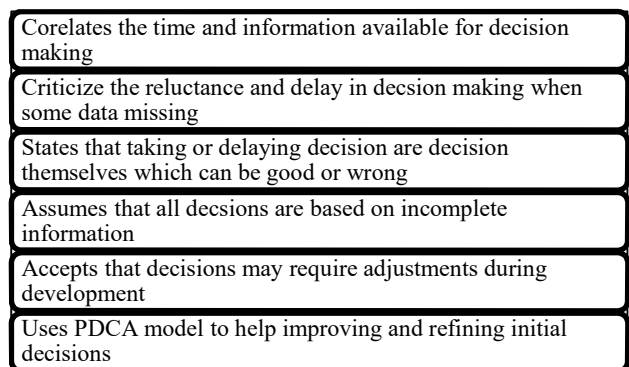 Corelates the time and information available for decision
making
Criticize the reluctance and delay in decsion making when
some data missing
States that taking or delaying decision are decision
themselves which can be good or wrong
Assumes that all decsions are based on incomplete
information
Accepts that decisions may require adjustments during
development
Uses PDCA model to help improving and refining initial
decisions